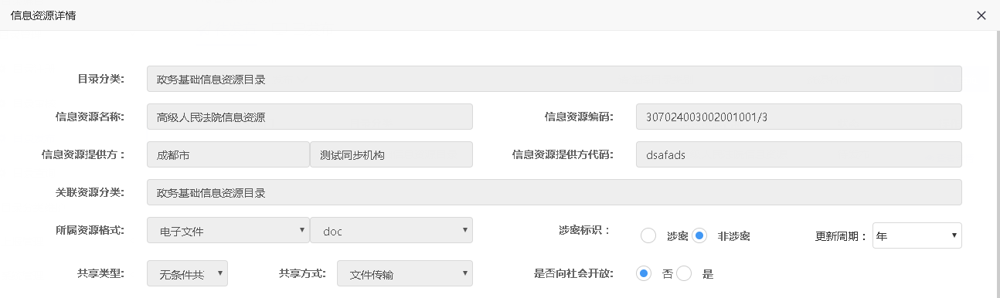 信息资源详情
目录分类: 政务基础信息资源目录
信息资源名称: 高级人民法院信息资源 信息资源编码: 307024003002001001/3
信息资源提供方： 成都市 测试同步机构 信息资源提供方代码: dsafads
关联资源分类: 政务基础信息资源目录
所属资源格式: 电子文件 doc 涉密标识： 涉密 非涉密 更新周期： 年
共享类型: 无条件共 共享方式: 文件传输 是否向社会开放: 否 是